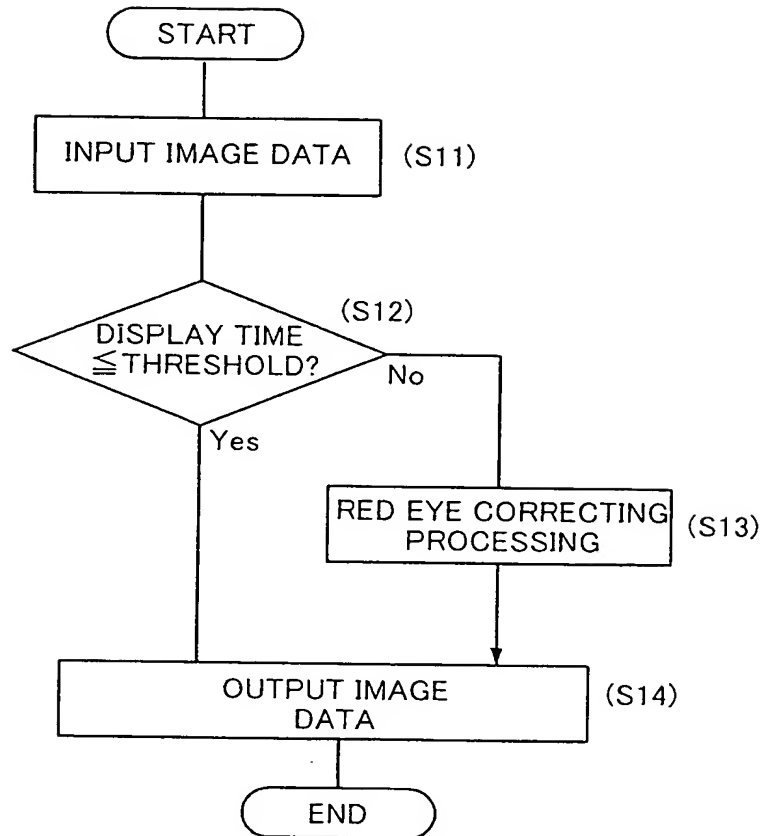 START
INPUT IMAGE DATA
(S11)
DISPLAY TIME
≦THRESHOLD?
(S12)
No
Yes
RED EYE CORRECTING
PROCESSING
(S13)
OUTPUT IMAGE
DATA
(S14)
END